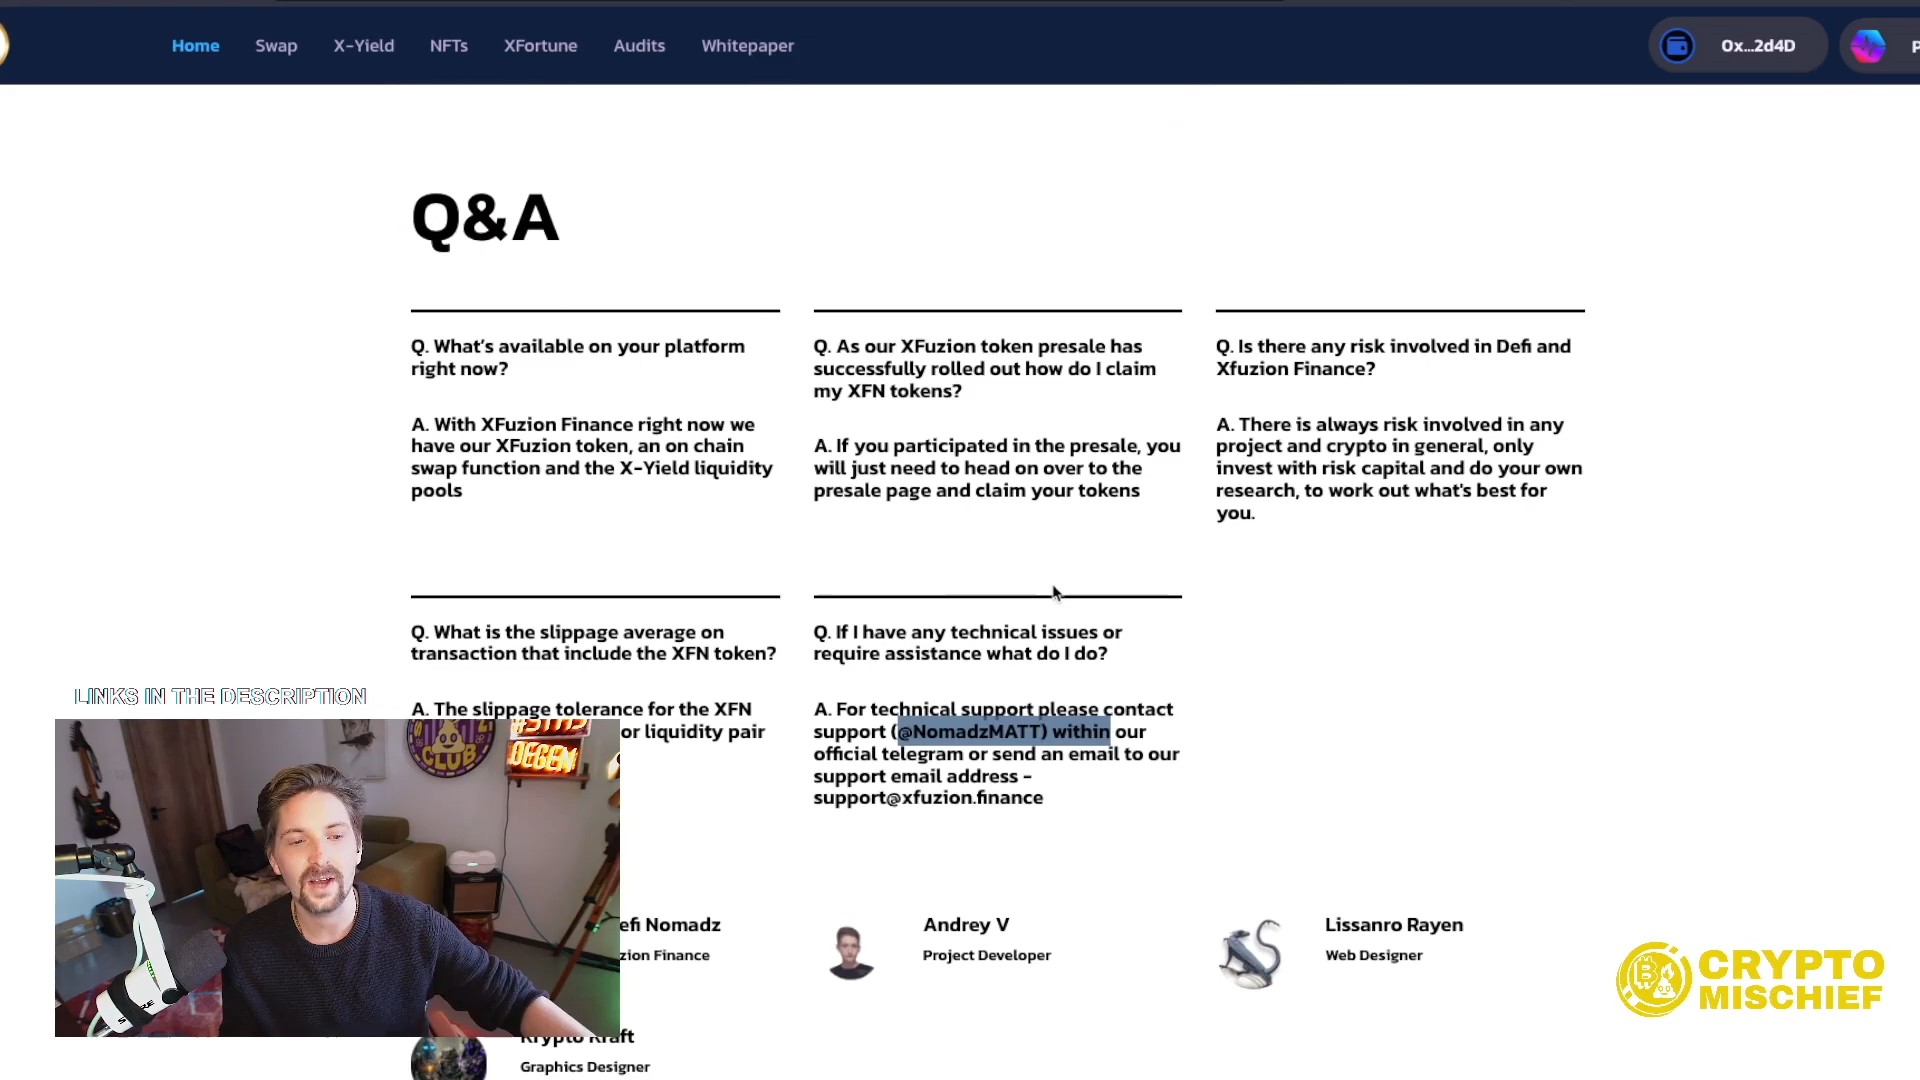 Home Swap X-Yield NFTs XFortune Audits Whitepaper 0x...2d4D P
Q&A
Q. What's available on your platform
right now?
A. With XFuzion Finance right now we
have our XFuzion token, an on chain
swap function and the X-Yield liquidity
pools
Q. As our XFuzion token presale has
successfully rolled out how do I claim
my XFN tokens?
A. If you participated in the presale, you
will just need to head on over to the
presale page and claim your tokens
Q. Is there any risk involved in Defi and
Xfuzion Finance?
A. There is always risk involved in any
project and crypto in general, only
invest with risk capital and do your own
research, to work out what's best for
you.
Q. What is the slippage average on
transaction that include the XFN token?
A. The slippage tolerance for the XFN
or liquidity pair
Q. If I have any technical issues or
require assistance what do I do?
A. For technical support please contact
support (@NomadzMATT) within our
official telegram or send an email to our
support email address -
support@xfuzion.finance
LINKS IN THE DESCRIPTION
CLUB
DEGEN
efi Nomadz
zion Finance
Andrey V
Project Developer
Lissanro Rayen
Web Designer
Krypto Kraft
Graphics Designer
CRYPTO
MISCHIEF